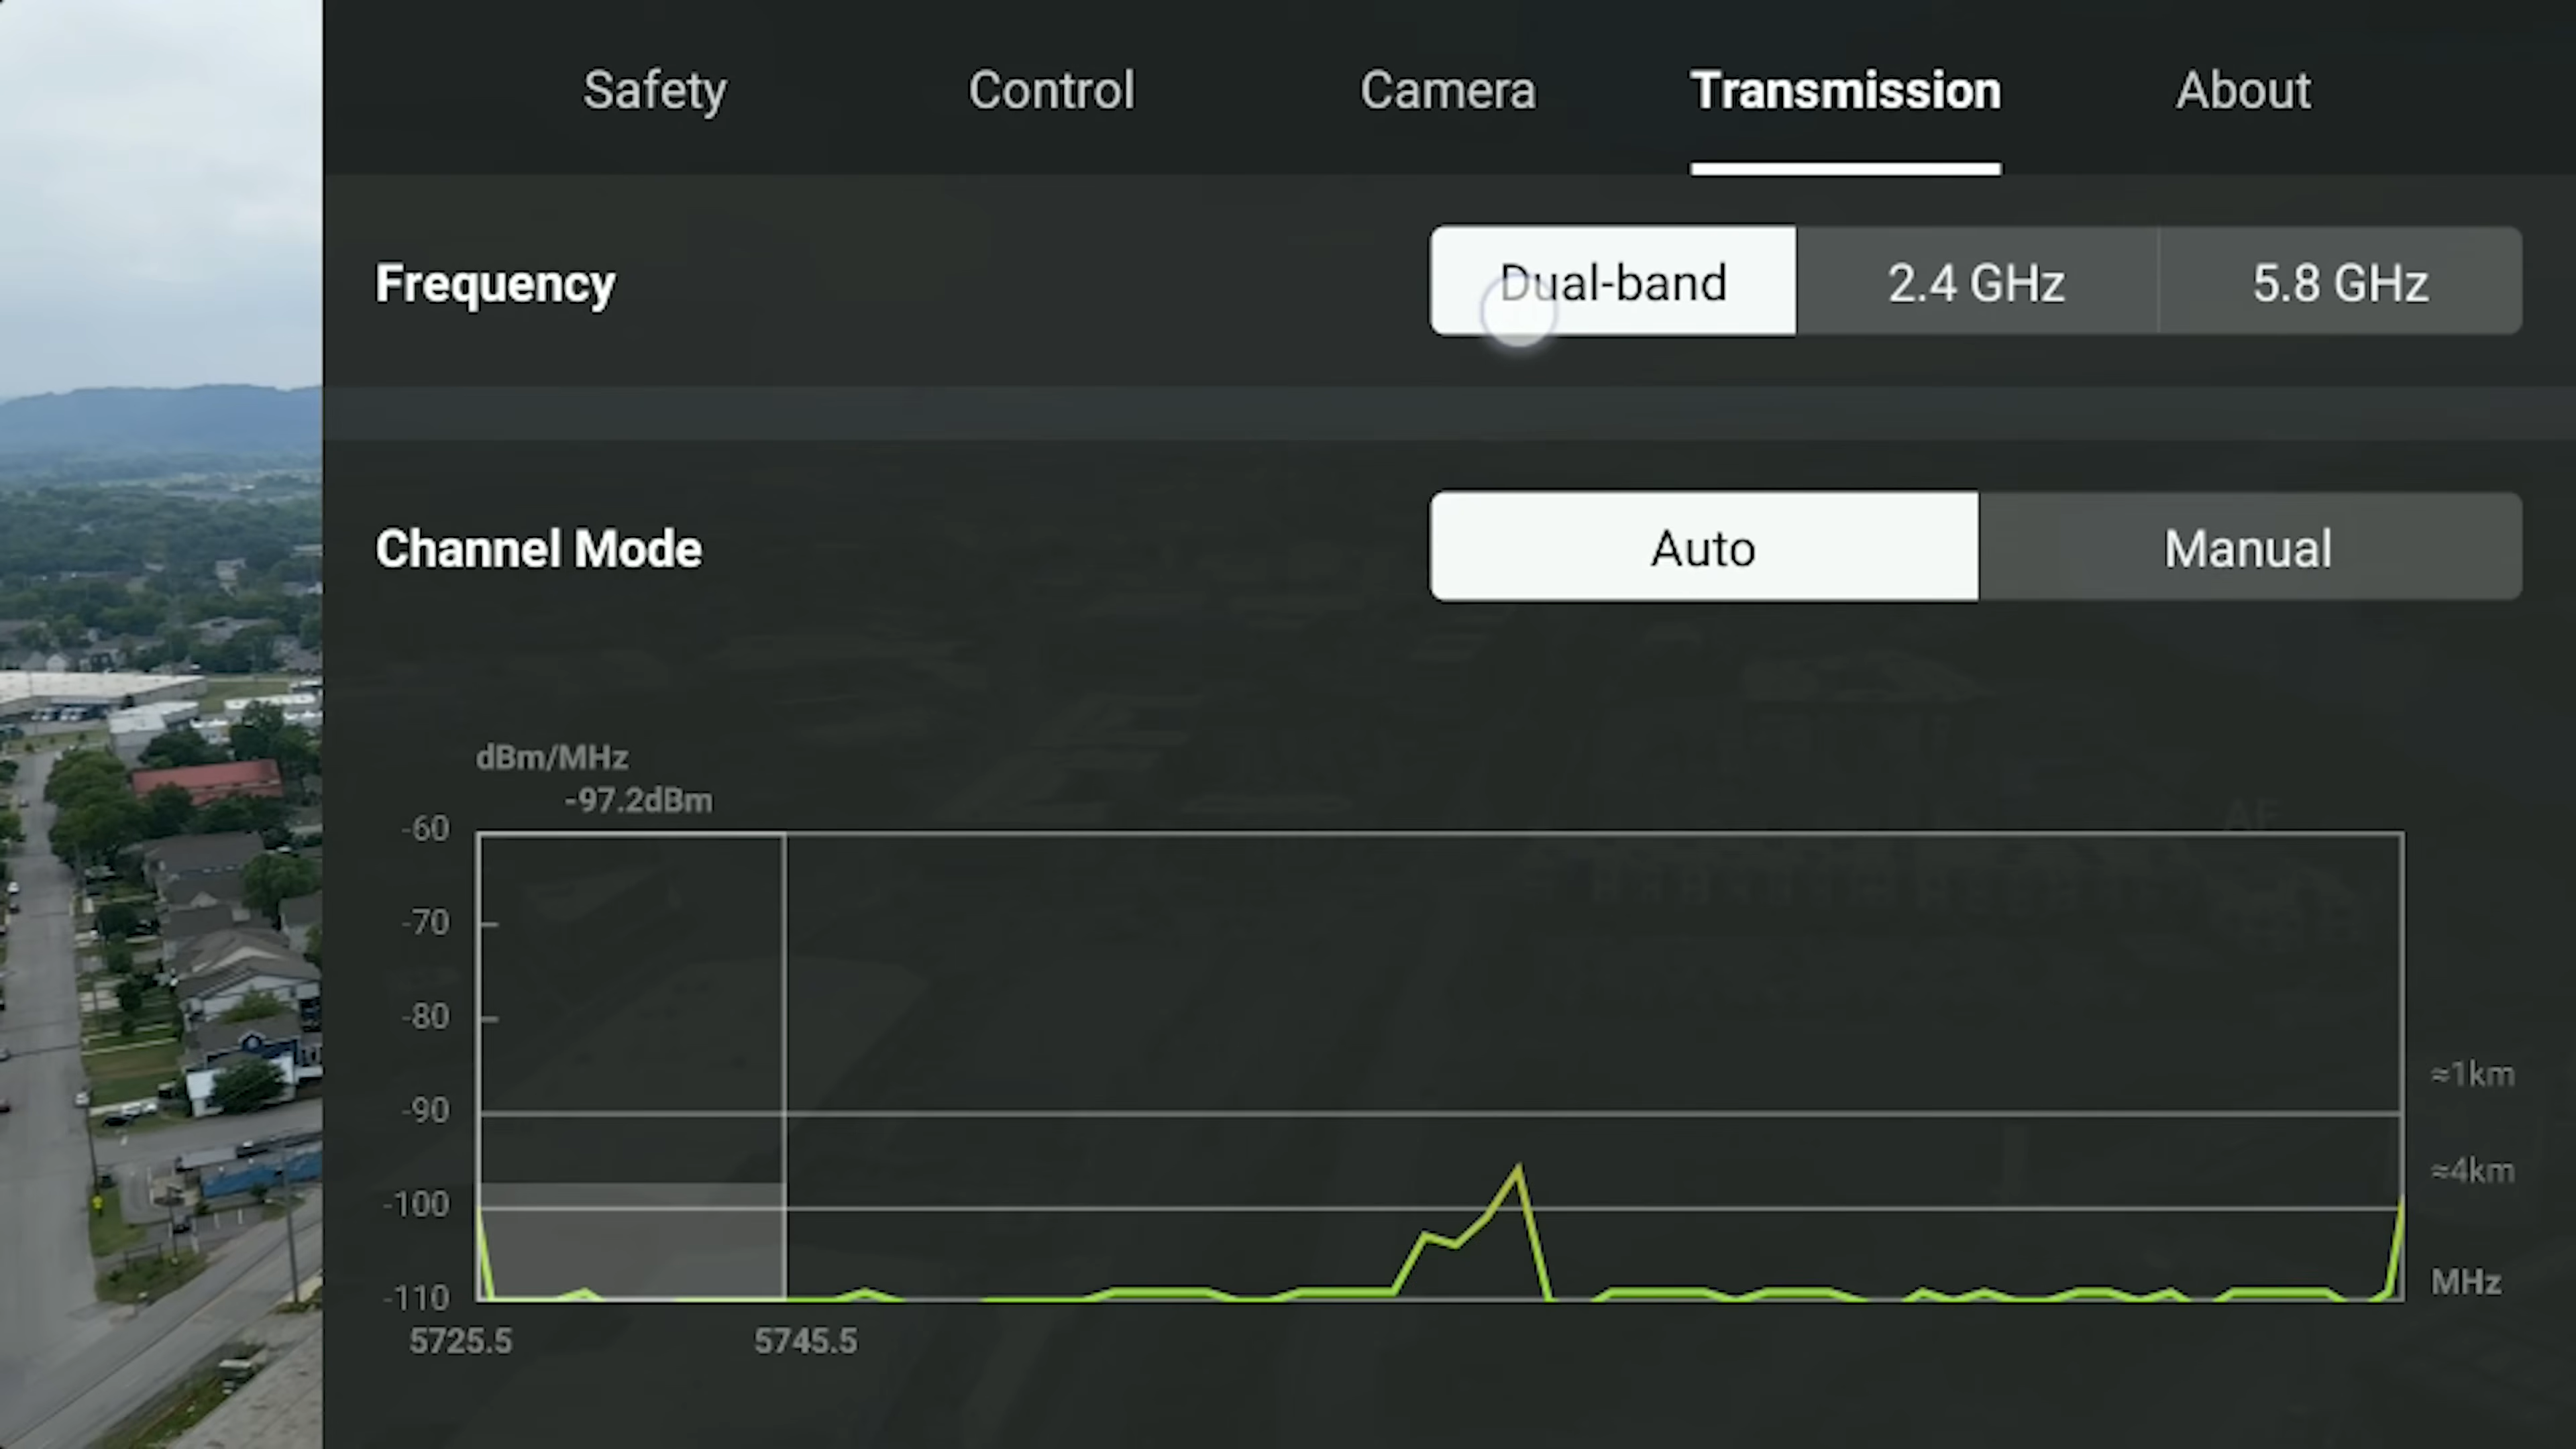 Safety Control Camera Transmission About
Frequency Dual-band 2.4 GHz 5.8 GHz
Channel Mode Auto Manual
dBm/MHz
-97.2dBm
-60
-70
-80
≈1km
-90
≈4km
-100
MHz
-110
5725.5 5745.5